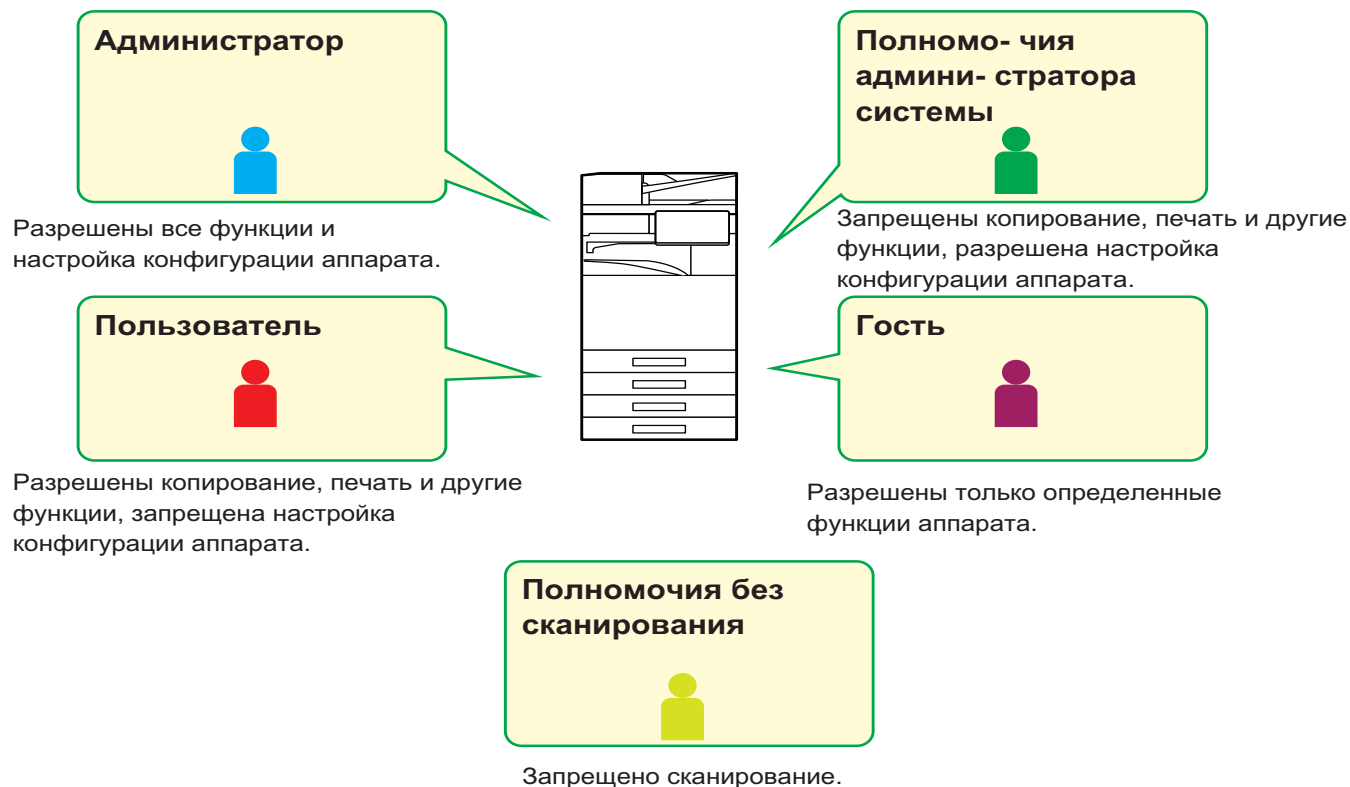 Администратор
Разрешены все функции и
настройка конфигурации аппарата.
Полномо- чия
админи- стратора
системы
Запрещены копирование, печать и другие
функции, разрешена настройка
конфигурации аппарата.
Пользователь
Разрешены копирование, печать и другие
функции, запрещена настройка
конфигурации аппарата.
Гость
Разрешены только определенные
функции аппарата.
Полномочия без
сканирования
Запрещено сканирование.